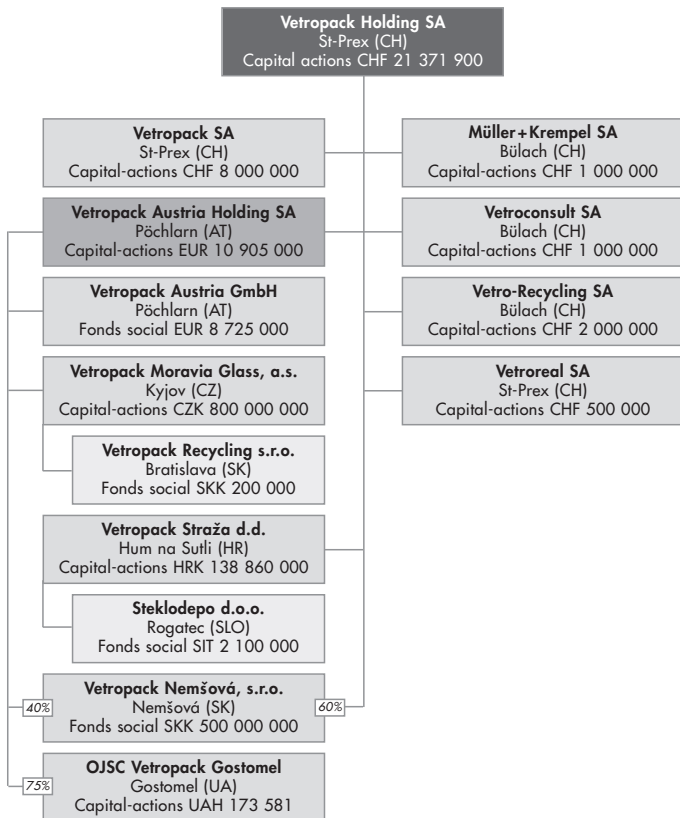 Vetropack Holding SA
St-Prex (CH)
Capital actions CHF 21 371 900
Vetropack SA
St-Prex (CH)
Capital-actions CHF 8 000 000
Müller+Krempel SA
Bülach (CH)
Capital-actions CHF 1 000 000
Vetropack Austria Holding SA
Pöchlarn (AT)
Capital-actions EUR 10 905 000
Vetroconsult SA
Bülach (CH)
Capital-actions CHF 1 000 000
Vetropack Austria GmbH
Pöchlarn (AT)
Fonds social EUR 8 725 000
Vetro-Recycling SA
Bülach (CH)
Capital-actions CHF 2 000 000
Vetropack Moravia Glass, a.s.
Kyjov (CZ)
Capital-actions CZK 800 000 000
Vetroreal SA
St-Prex (CH)
Capital-actions CHF 500 000
Vetropack Recycling s.r.o.
Bratislava (SK)
Fonds social SKK 200 000
Vetropack Straža d.d.
Hum na Sutli (HR)
Capital-actions HRK 138 860 000
Steklodepo d.o.o.
Rogatec (SLO)
Fonds social SIT 2 100 000
Vetropack Nemšová, s.r.o.
40% Nemšová (SK) 60%
Fonds social SKK 500 000 000
OJSC Vetropack Gostomel
75% Gostomel (UA)
Capital-actions UAH 173 581